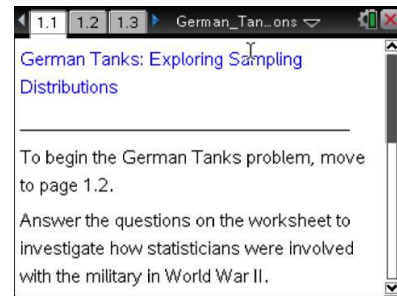 1.1 1.2 1.3 German_Tan...ons
German Tanks: Exploring Sampling
Distributions
To begin the German Tanks problem, move
to page 1.2.
Answer the questions on the worksheet to
investigate how statisticians were involved
with the military in World War II.